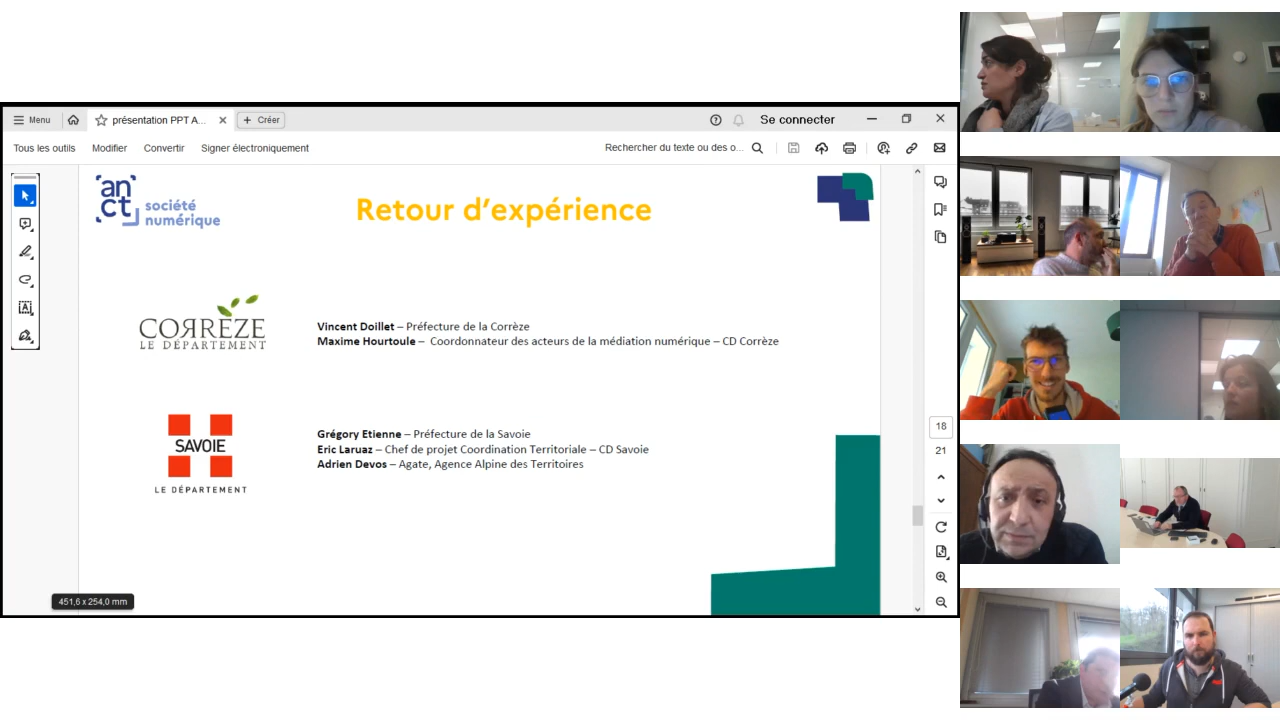 Menu
présentation PPT A...
Créer
Se connecter
Tous les outils
Modifier
Convertir
Signer électroniquement
Rechercher du texte ou des o...
anct
société
numérique
Retour d'expérience
CORRÈZE
LE DÉPARTEMENT
Vincent Doillet – Préfecture de la Corrèze
Maxime Hourtoule – Coordonnateur des acteurs de la médiation numérique – CD Corrèze
SAVOIE
LE DÉPARTEMENT
Grégory Etienne – Préfecture de la Savoie
Eric Laruaz – Chef de projet Coordination Territoriale – CD Savoie
Adrien Devos – Agate, Agence Alpine des Territoires
18
21
451,6 x 254,0 mm